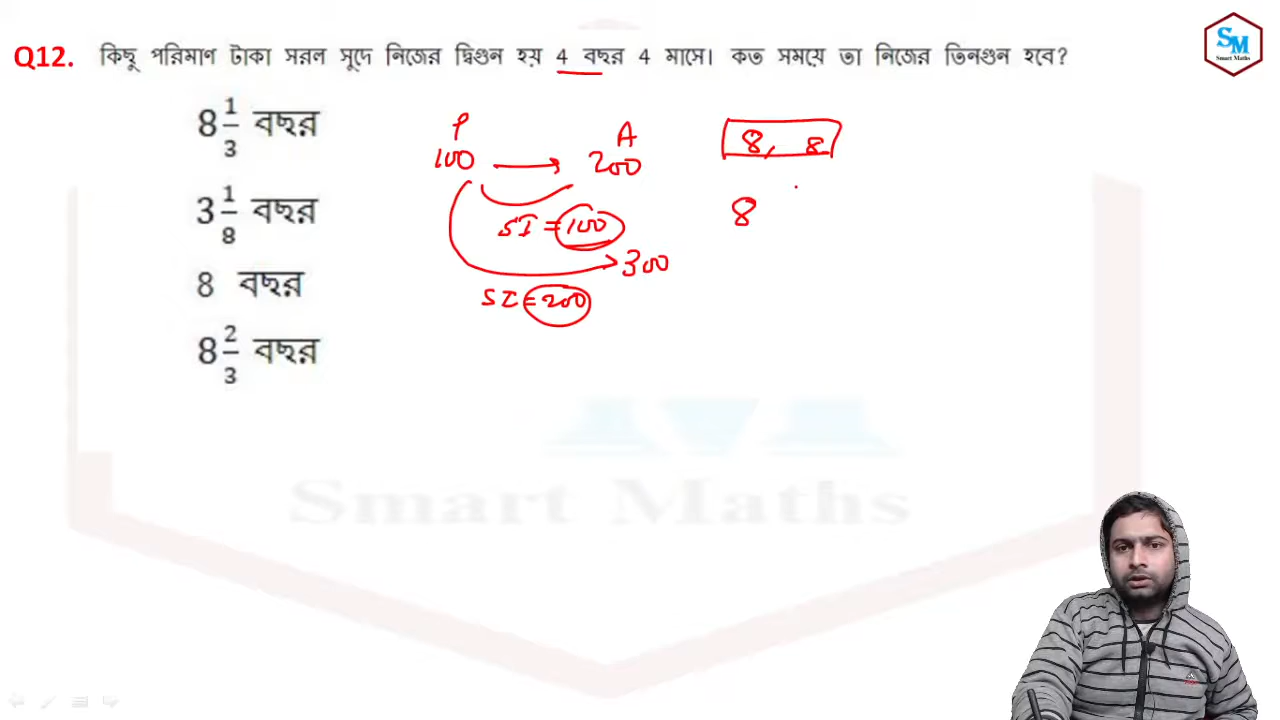 Q12. কিছু পরিমাণ টাকা সরল সুদে নিজের দ্বিগুন হয় 4 বছর 4 মাসে। কত সময়ে তা নিজের তিনগুন হবে?
SM
Smart Maths
8 1/3 বছর
3 1/8 বছর
8 বছর
8 2/3 বছর
P A
100 → 200
SI = 100
300
SI = 200
8, 8
8
Smart Maths